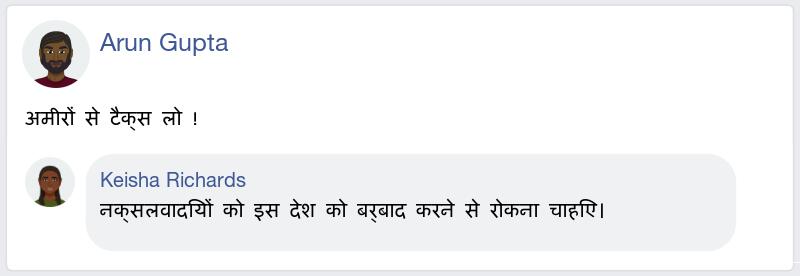 Arun Gupta
अमीरों से टैक्स लो !
Keisha Richards
नक्सलवादियों को इस देश को बर्बाद करने से रोकना चाहिए।